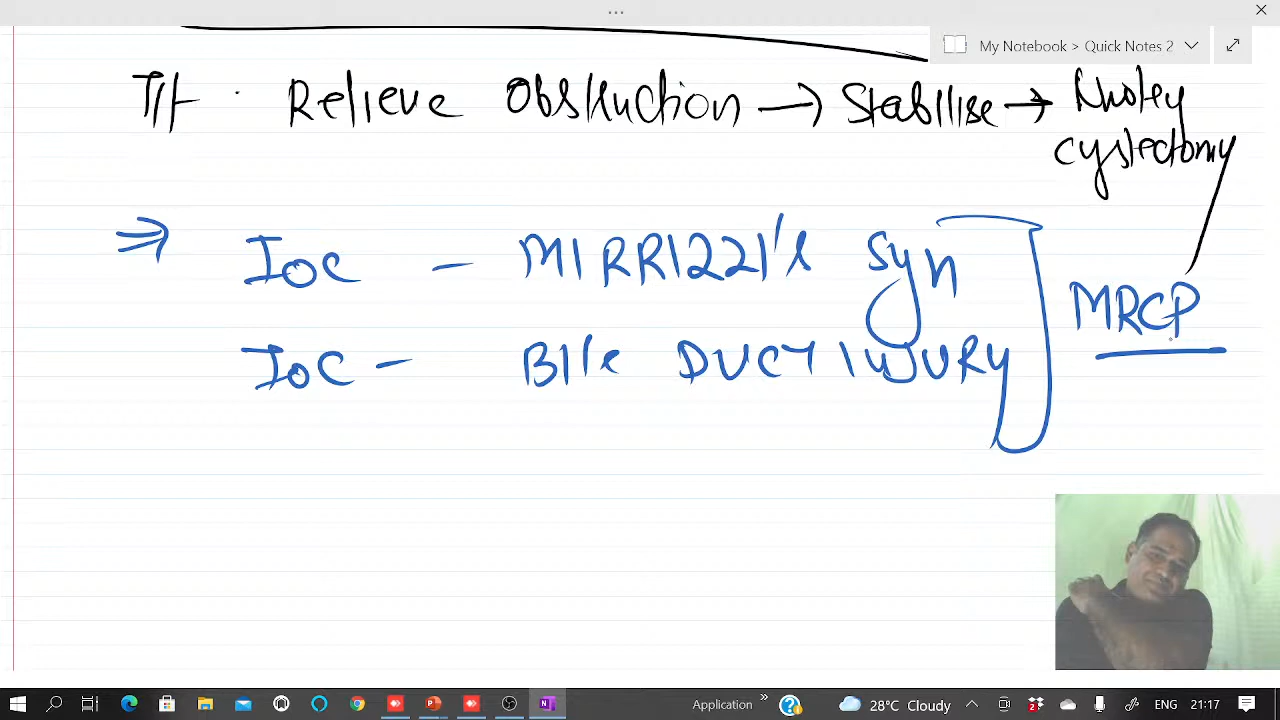 My Notebook > Quick Notes 2
T/t . Relieve Obstruction → Stabilise →
cystectomy
⇒ IOC - MIRRIZZI's Syn
MRCP
IOC - Bile DUCT INJURY
Application
28°C Cloudy
ENG
21:17